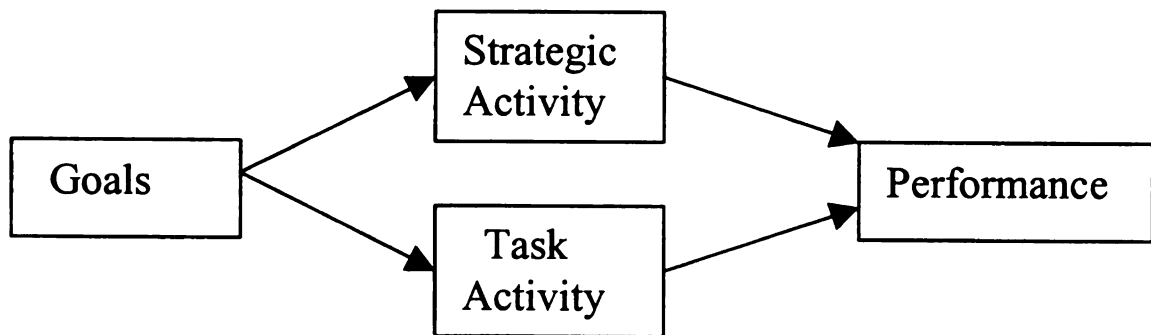 Strategic
Activity
Goals
Performance
Task
Activity